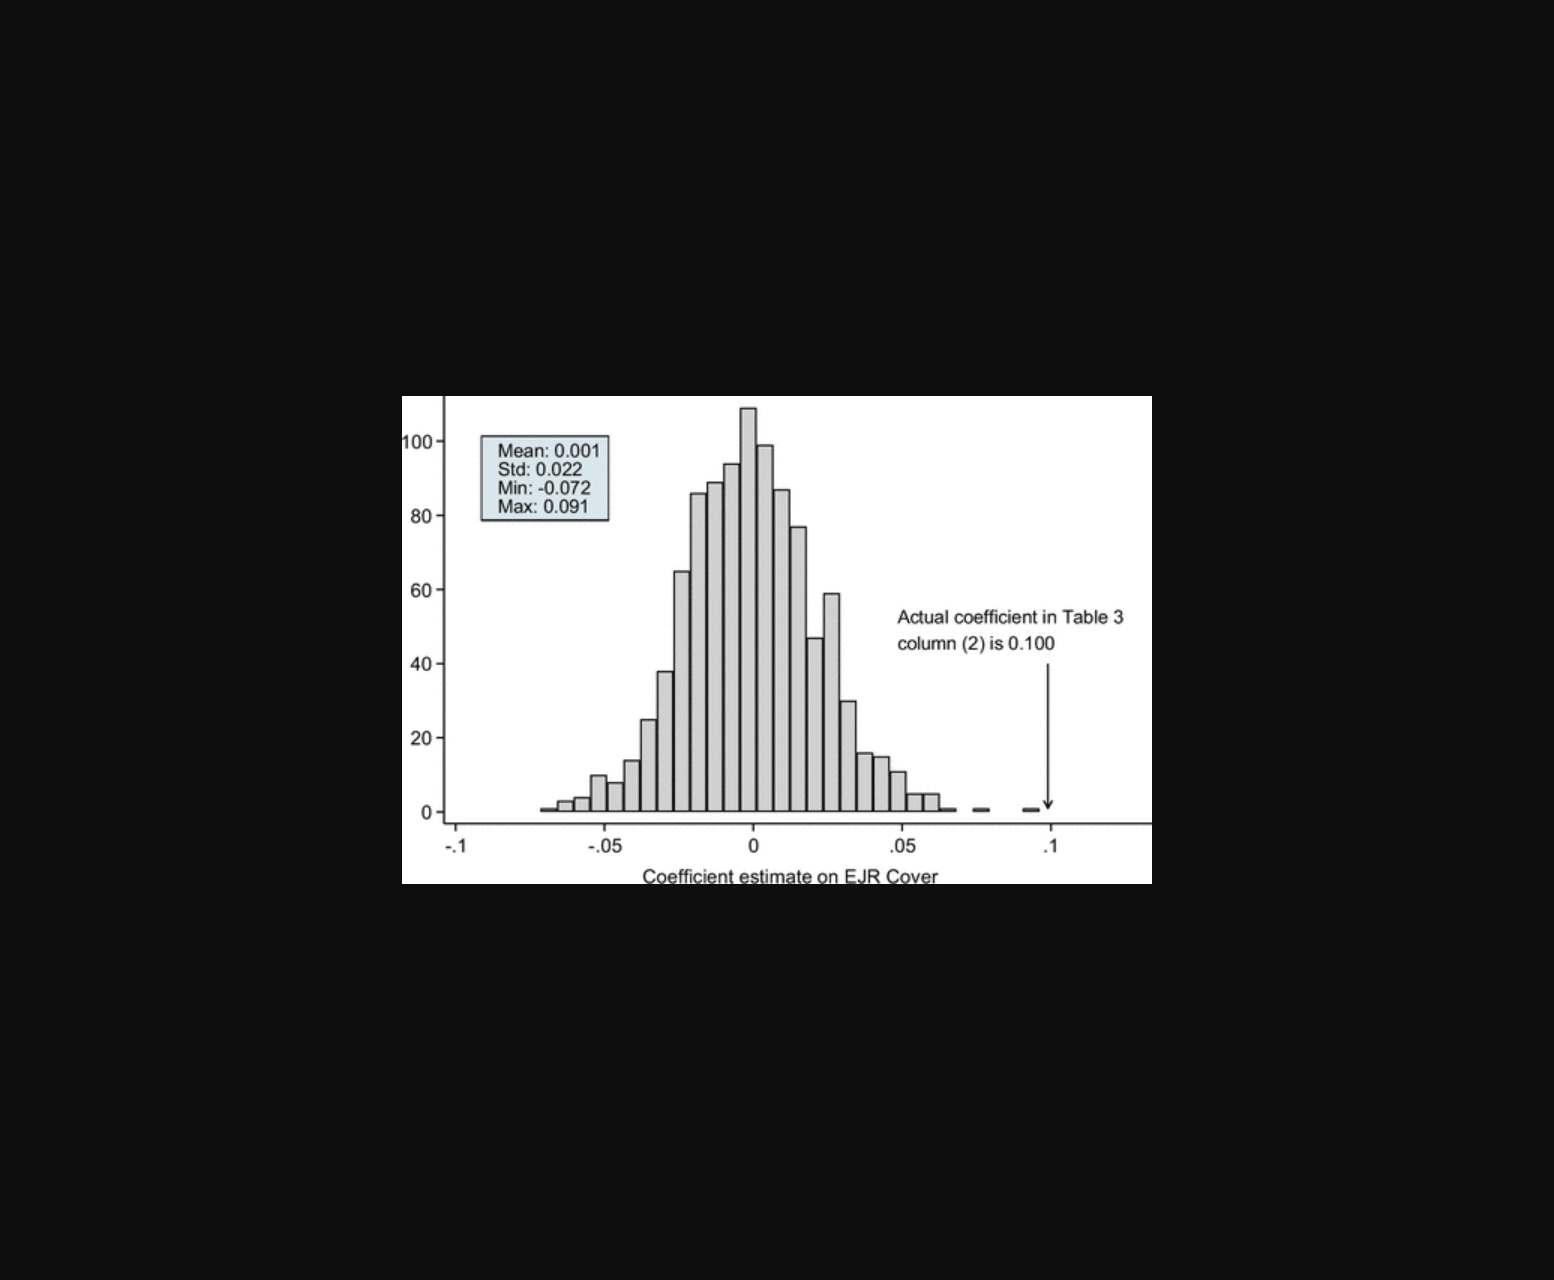 100
80
60
40
20
0
Mean: 0.001
Std: 0.022
Min: -0.072
Max: 0.091
Actual coefficient in Table 3
column (2) is 0.100
-.1 -.05 0 .05 .1
Coefficient estimate on EJR Cover